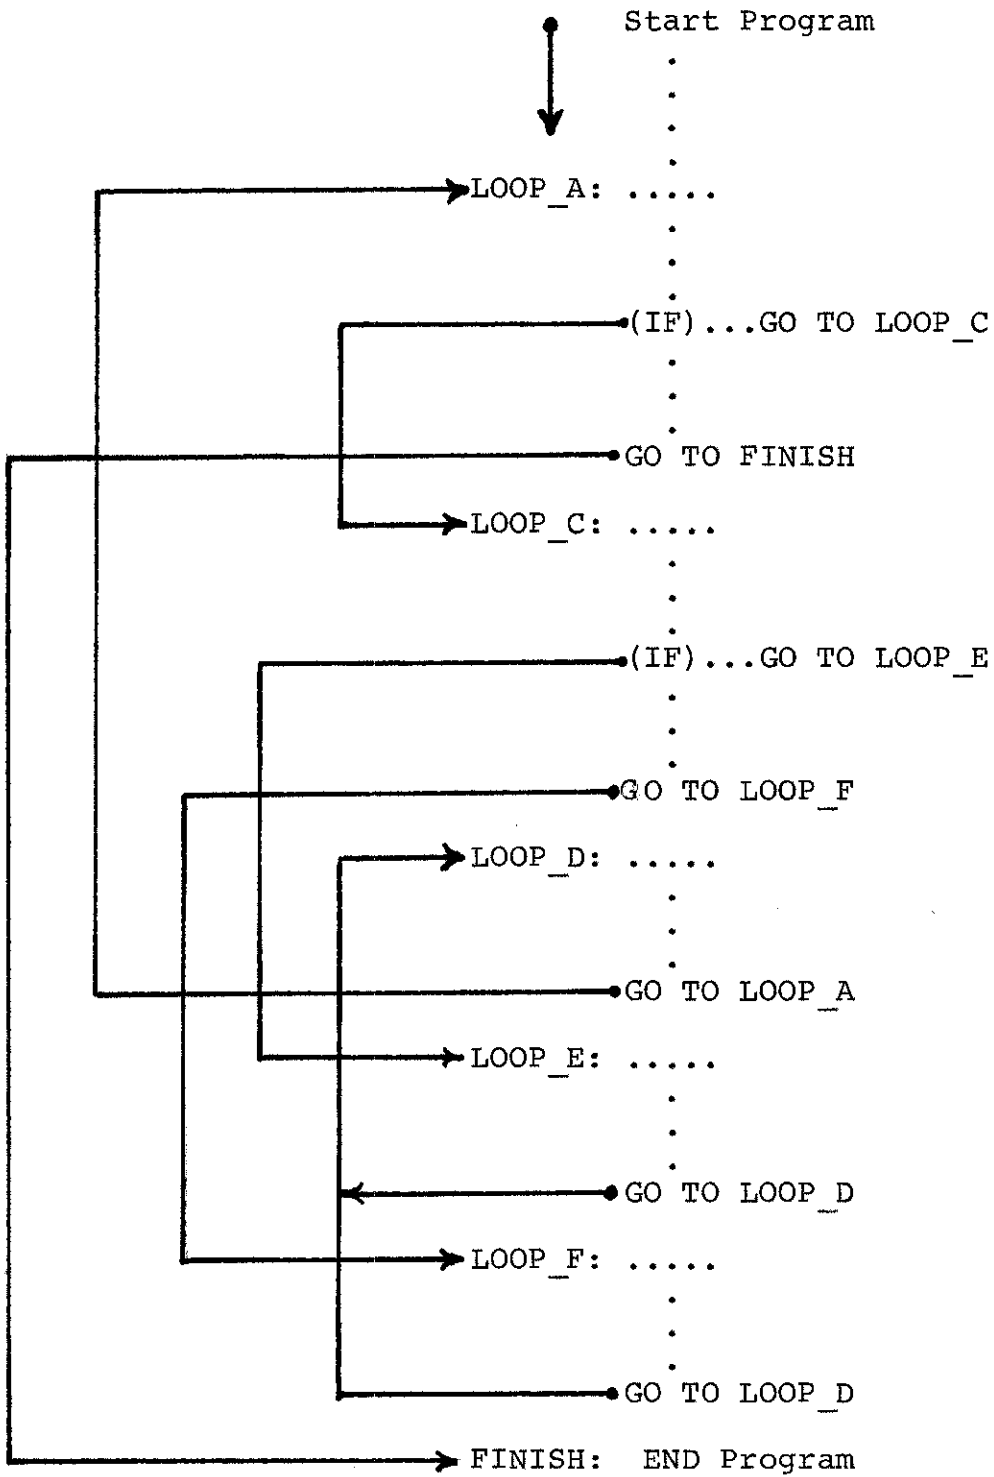 Start Program
.
.
.
.
LOOP_A: .....
.
.
.
(IF)...GO TO LOOP_C
.
.
.
GO TO FINISH
LOOP_C: .....
.
.
.
(IF)...GO TO LOOP_E
.
.
.
GO TO LOOP_F
LOOP_D: .....
.
.
.
GO TO LOOP_A
LOOP_E: .....
.
.
.
GO TO LOOP_D
LOOP_F: .....
.
.
.
GO TO LOOP_D
FINISH: END Program